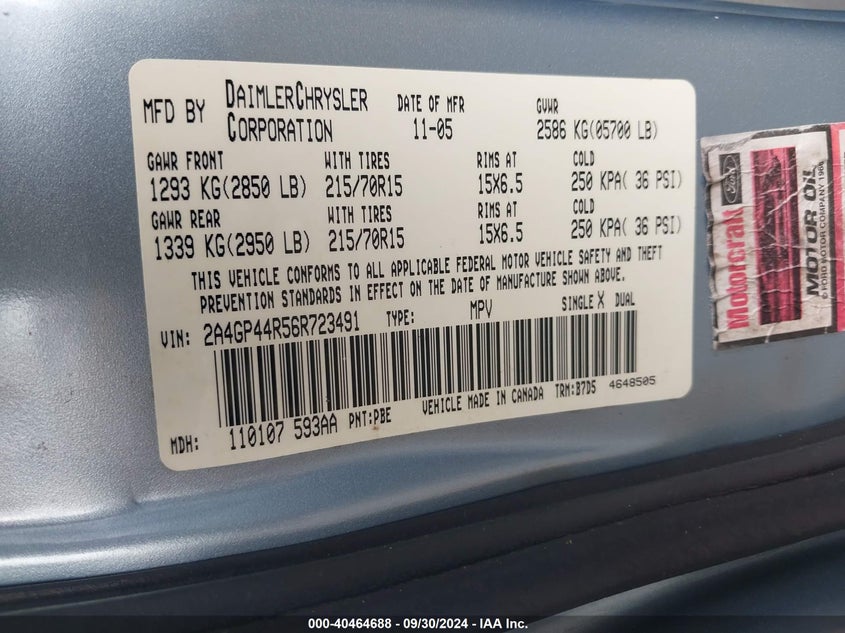 MFD BY DAIMLERCHRYSLER CORPORATION DATE OF MFR 11-05 GVWR 2586 KG(05700 LB)
GAWR FRONT WITH TIRES RIMS AT COLD
1293 KG(2850 LB) 215/70R15 15X6.5 250 KPA( 36 PSI)
GAWR REAR WITH TIRES RIMS AT COLD
1339 KG(2950 LB) 215/70R15 15X6.5 250 KPA( 36 PSI)
THIS VEHICLE CONFORMS TO ALL APPLICABLE FEDERAL MOTOR VEHICLE SAFETY AND THEFT
PREVENTION STANDARDS IN EFFECT ON THE DATE OF MANUFACTURE SHOWN ABOVE.
VIN: 2A4GP44R56R723491 TYPE: MPV SINGLE X DUAL
MDH: 110107 593AA PNT:PBE VEHICLE MADE IN CANADA TRM:B7D5 4648505
Motorcraft
Ford
MOTOR OIL
© FORD MOTOR COMPANY 1968
000-40464688 - 09/30/2024 - IAA Inc.